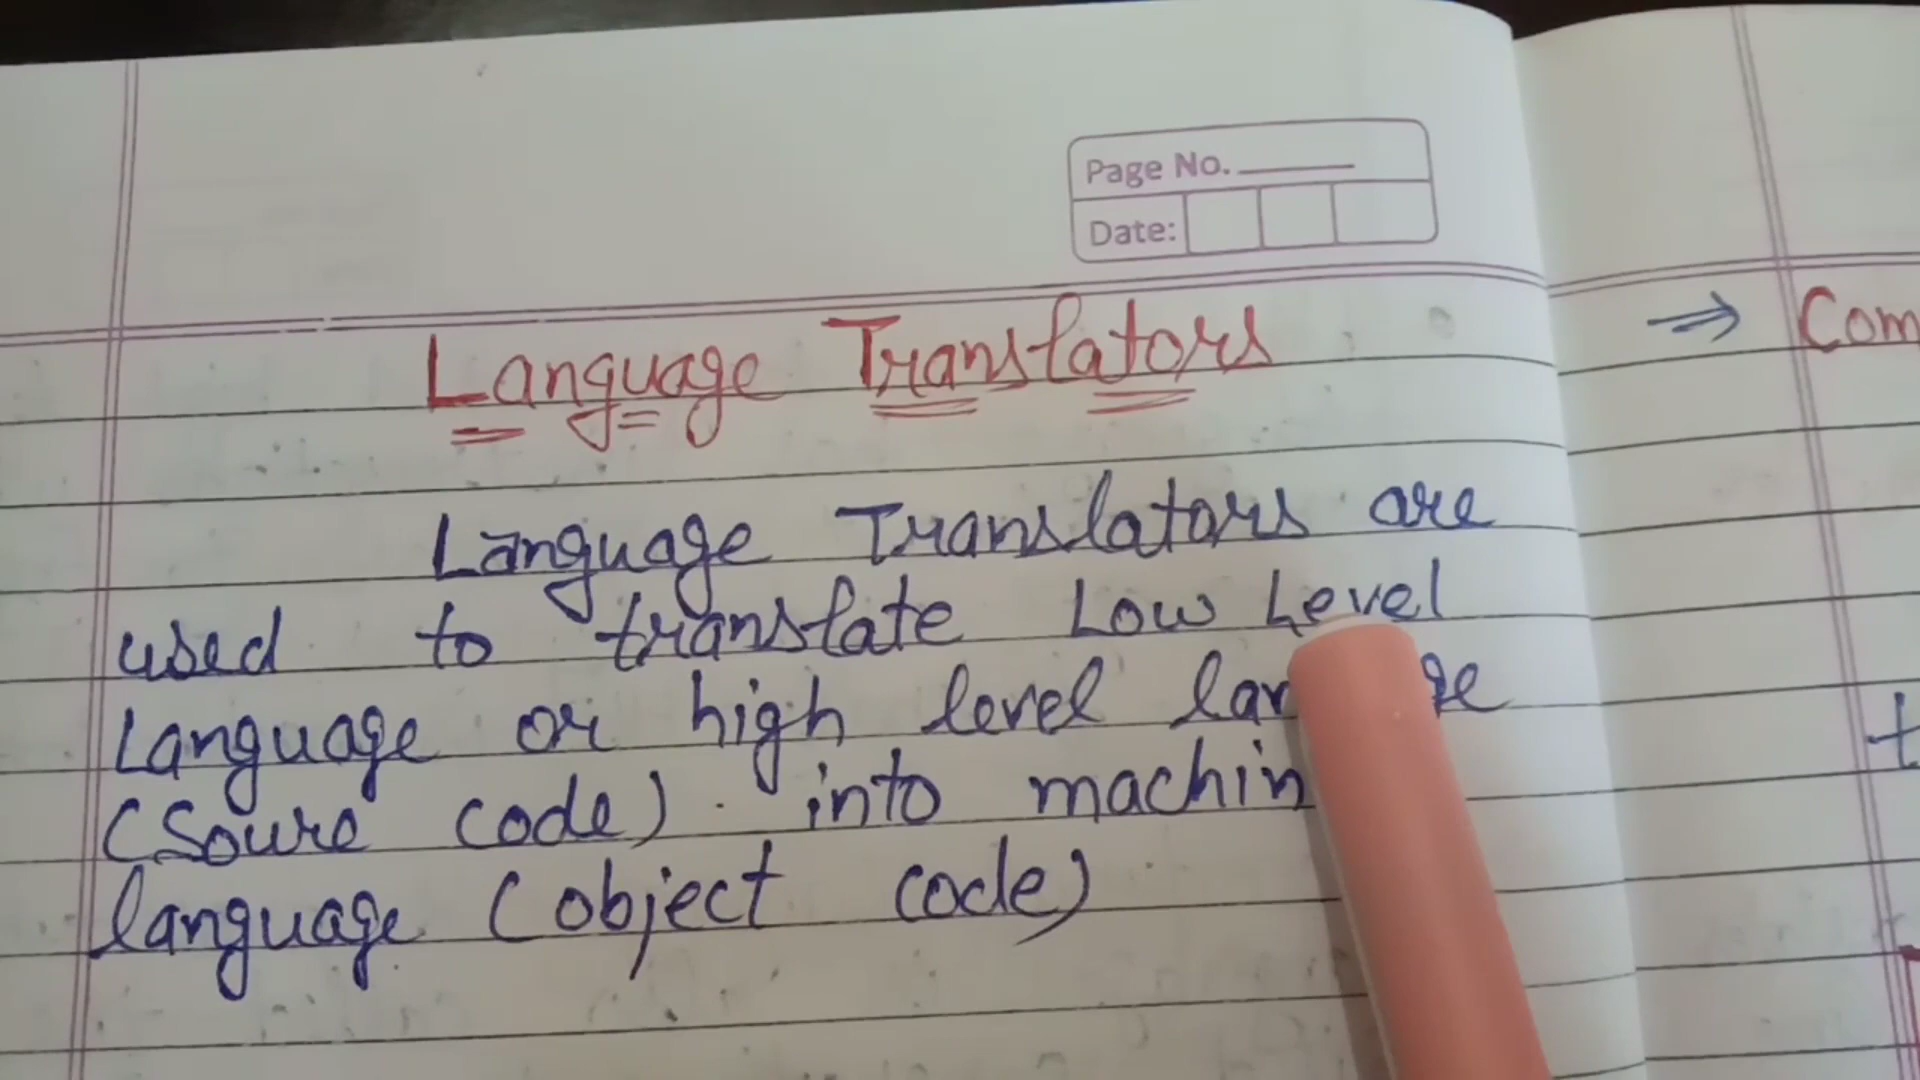 Page No.
Date:
Language Translators
Language Translators are
used to translate Low Level
Language or high level
(Soure code) into machin
language (object code)
⇒ Com
t